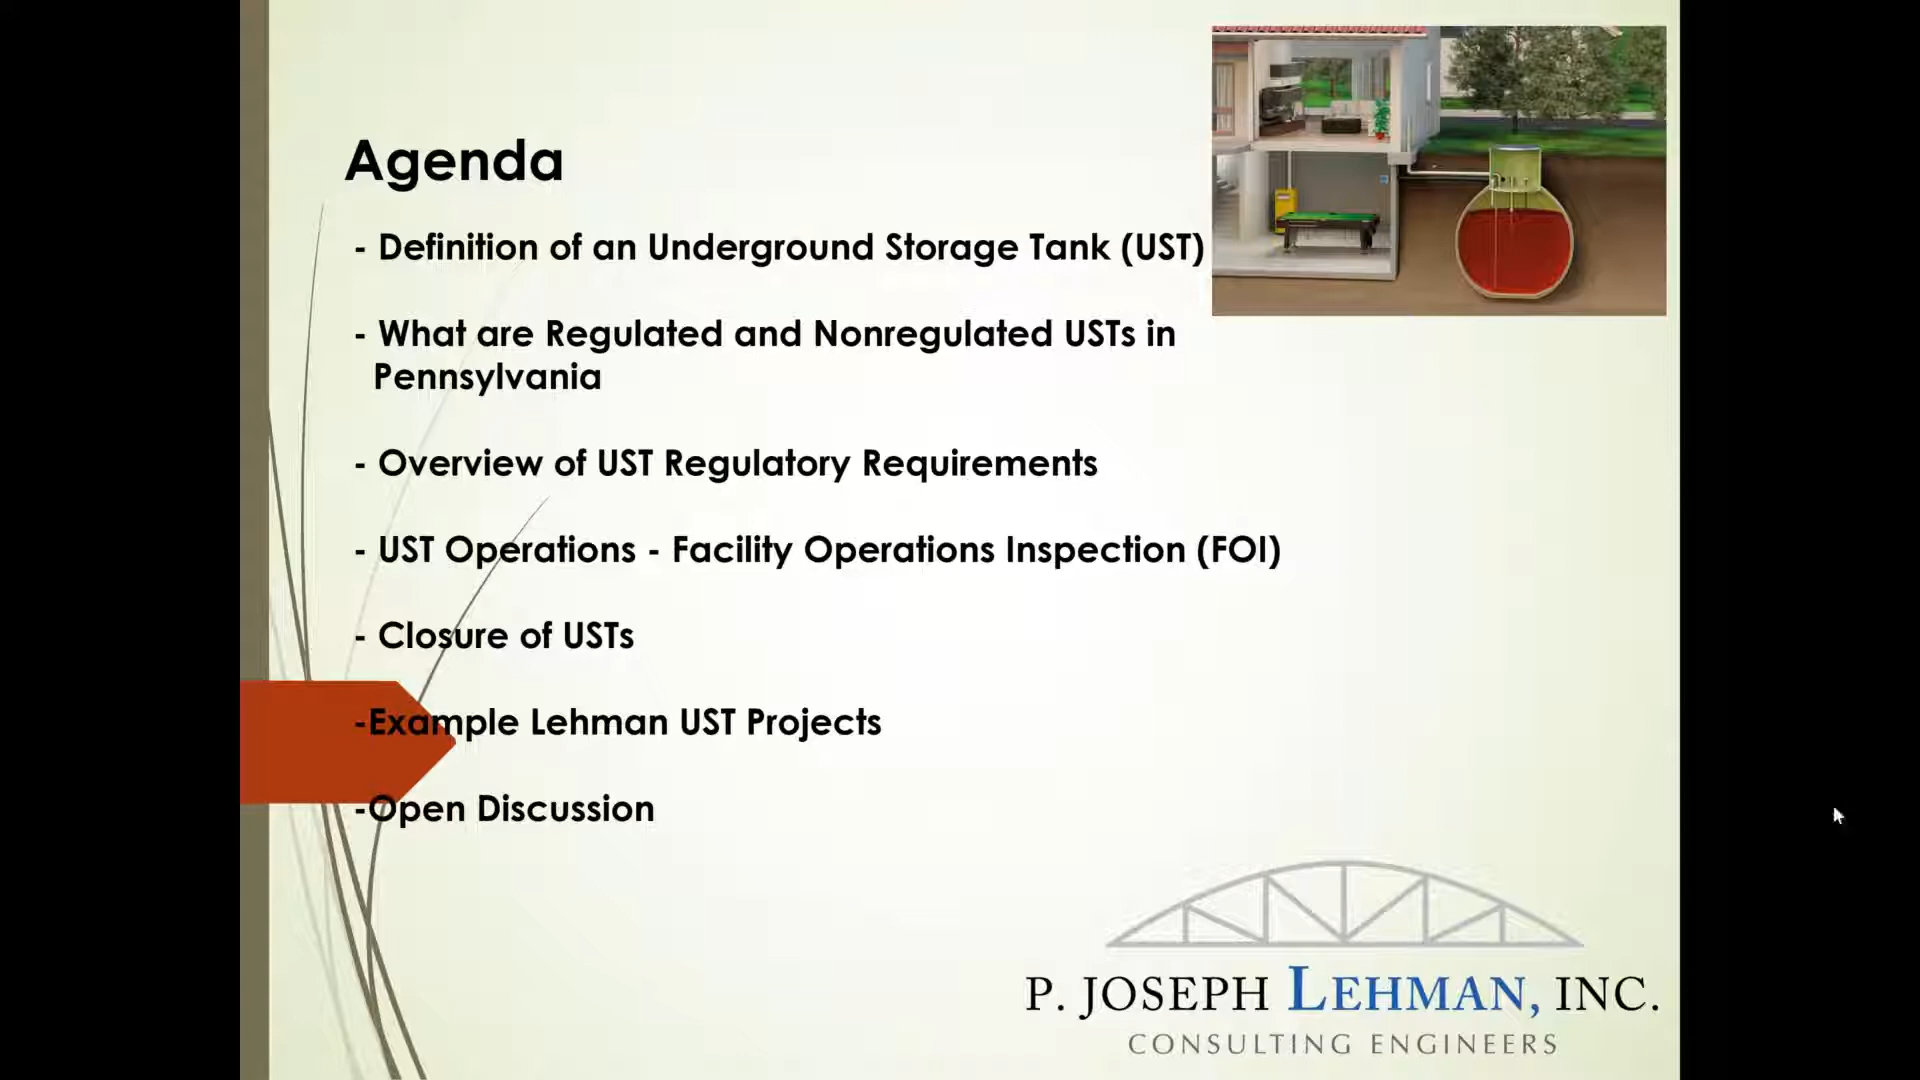 Agenda
- Definition of an Underground Storage Tank (UST)
- What are Regulated and Nonregulated USTs in
Pennsylvania
- Overview of UST Regulatory Requirements
- UST Operations - Facility Operations Inspection (FOI)
- Closure of USTs
-Example Lehman UST Projects
-Open Discussion
P. JOSEPH LEHMAN, INC.
CONSULTING ENGINEERS